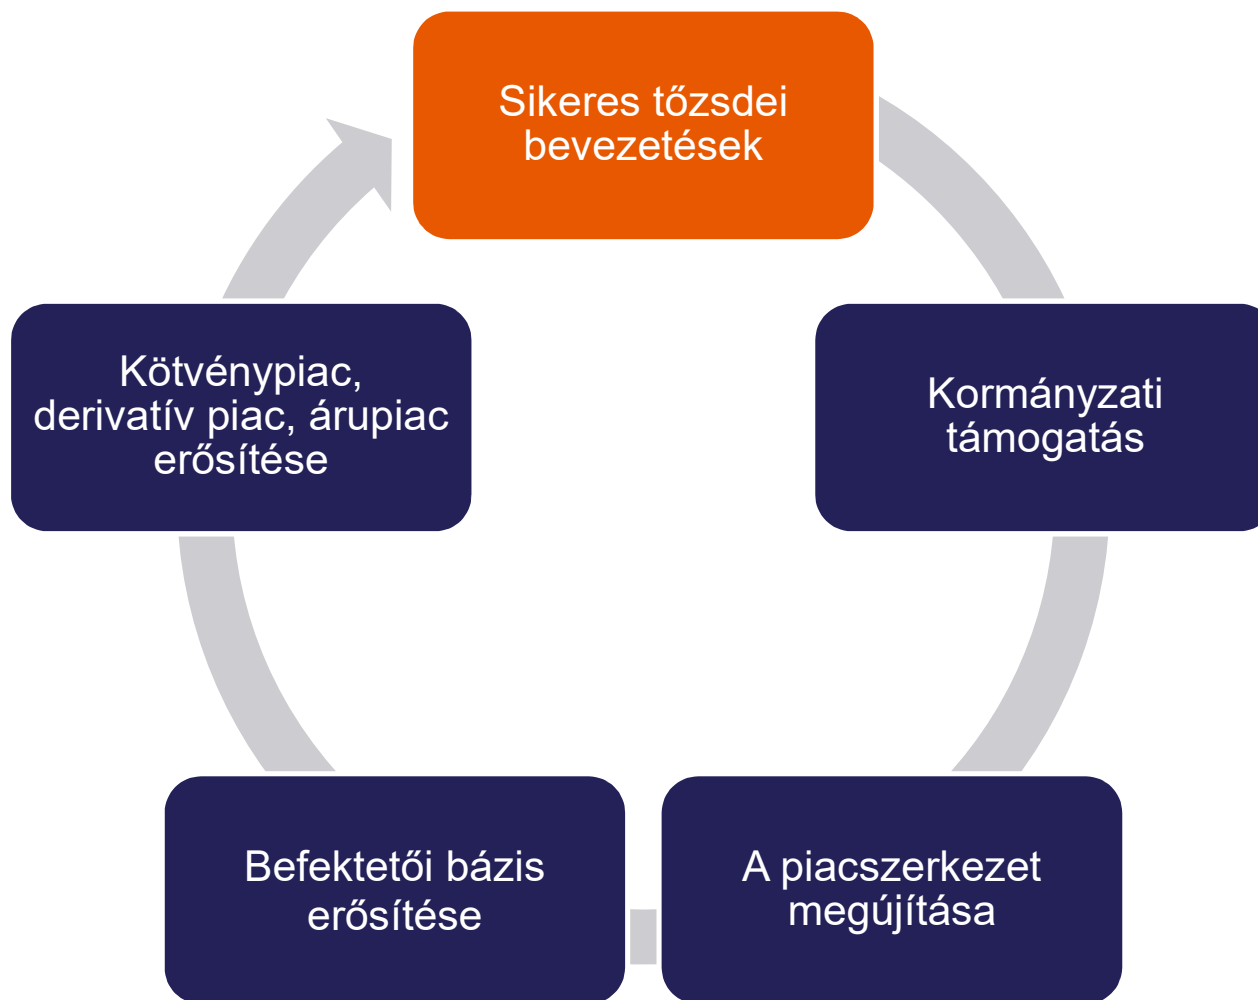 Sikeres tőzsdei
bevezetések
Kormányzati
támogatás
A piacszerkezet
megújítása
Befektetői bázis
erősítése
Kötvénypiac,
derivatív piac, árupiac
erősítése